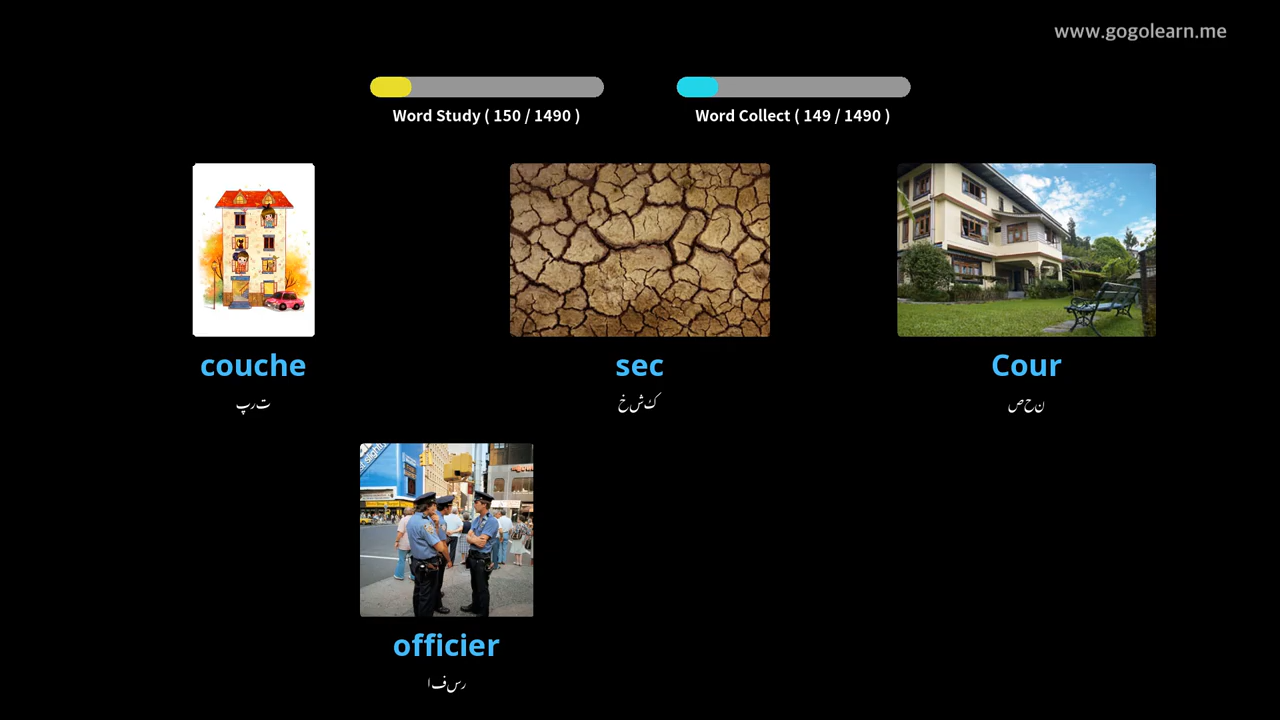 www.gogolearn.me
Word Study ( 150 / 1490 )
Word Collect ( 149 / 1490 )
couche
پرت
sec
خشک
Cour
صحن
officier
افسر